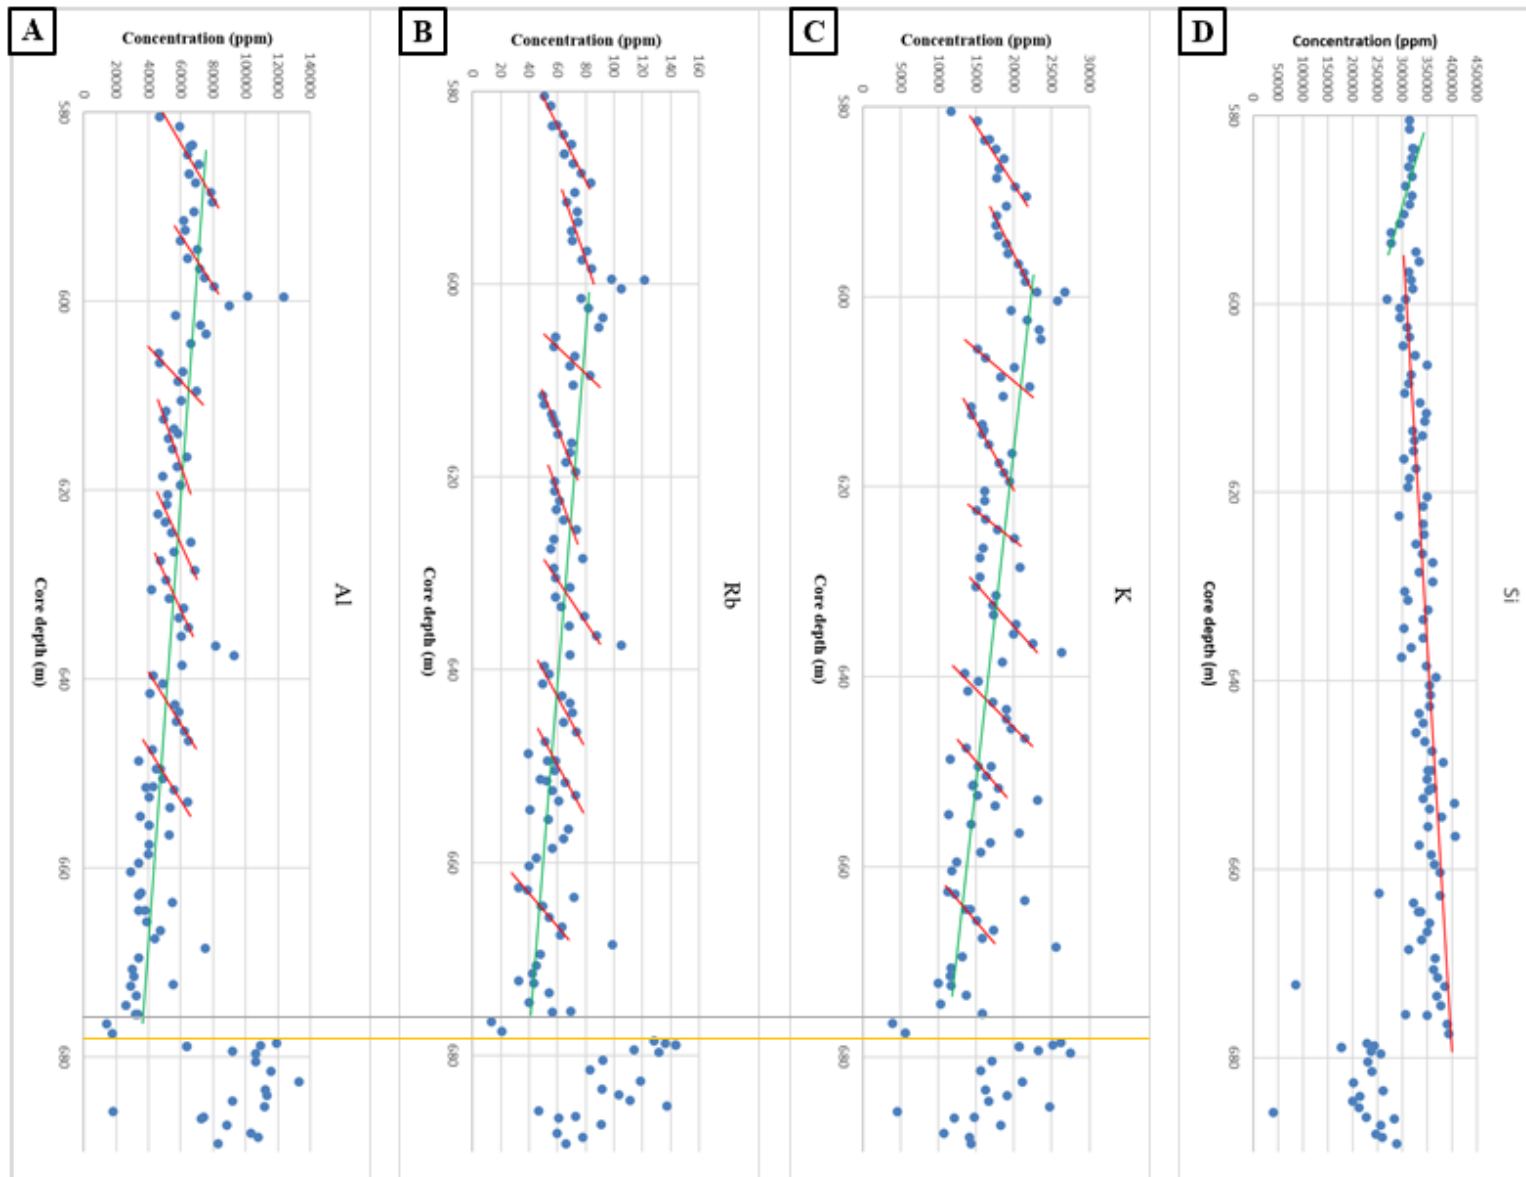 A
Concentration (ppm)
0 20000 40000 60000 80000 100000 120000 140000
580
600
620
640
660
680
Core depth (m)
Al
B
Concentration (ppm)
0 20 40 60 80 100 120 140 160
580
600
620
640
660
680
Core depth (m)
Rb
C
Concentration (ppm)
0 5000 10000 15000 20000 25000 30000
580
600
620
640
660
680
Core depth (m)
K
D
Concentration (ppm)
0 50000 100000 150000 200000 250000 300000 350000 400000 450000
580
600
620
640
660
680
Core depth (m)
Si